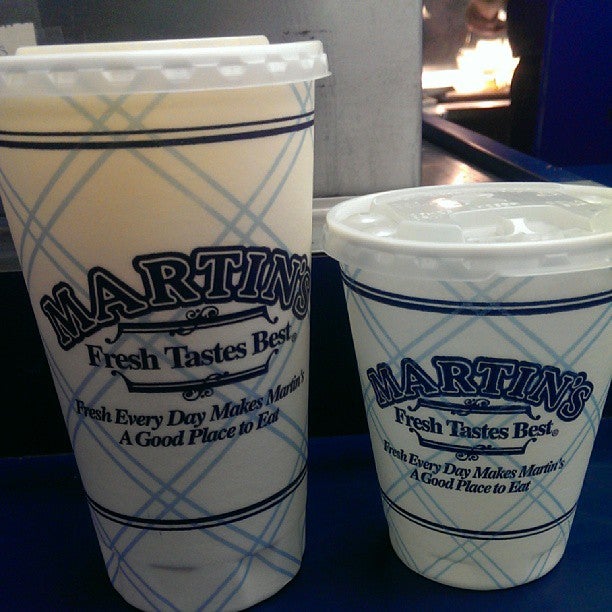 MARTIN'S
Fresh Tastes Best®
Fresh Every Day Makes Martin's
A Good Place to Eat
MARTIN'S
Fresh Tastes Best®
Fresh Every Day Makes Martin's
A Good Place to Eat